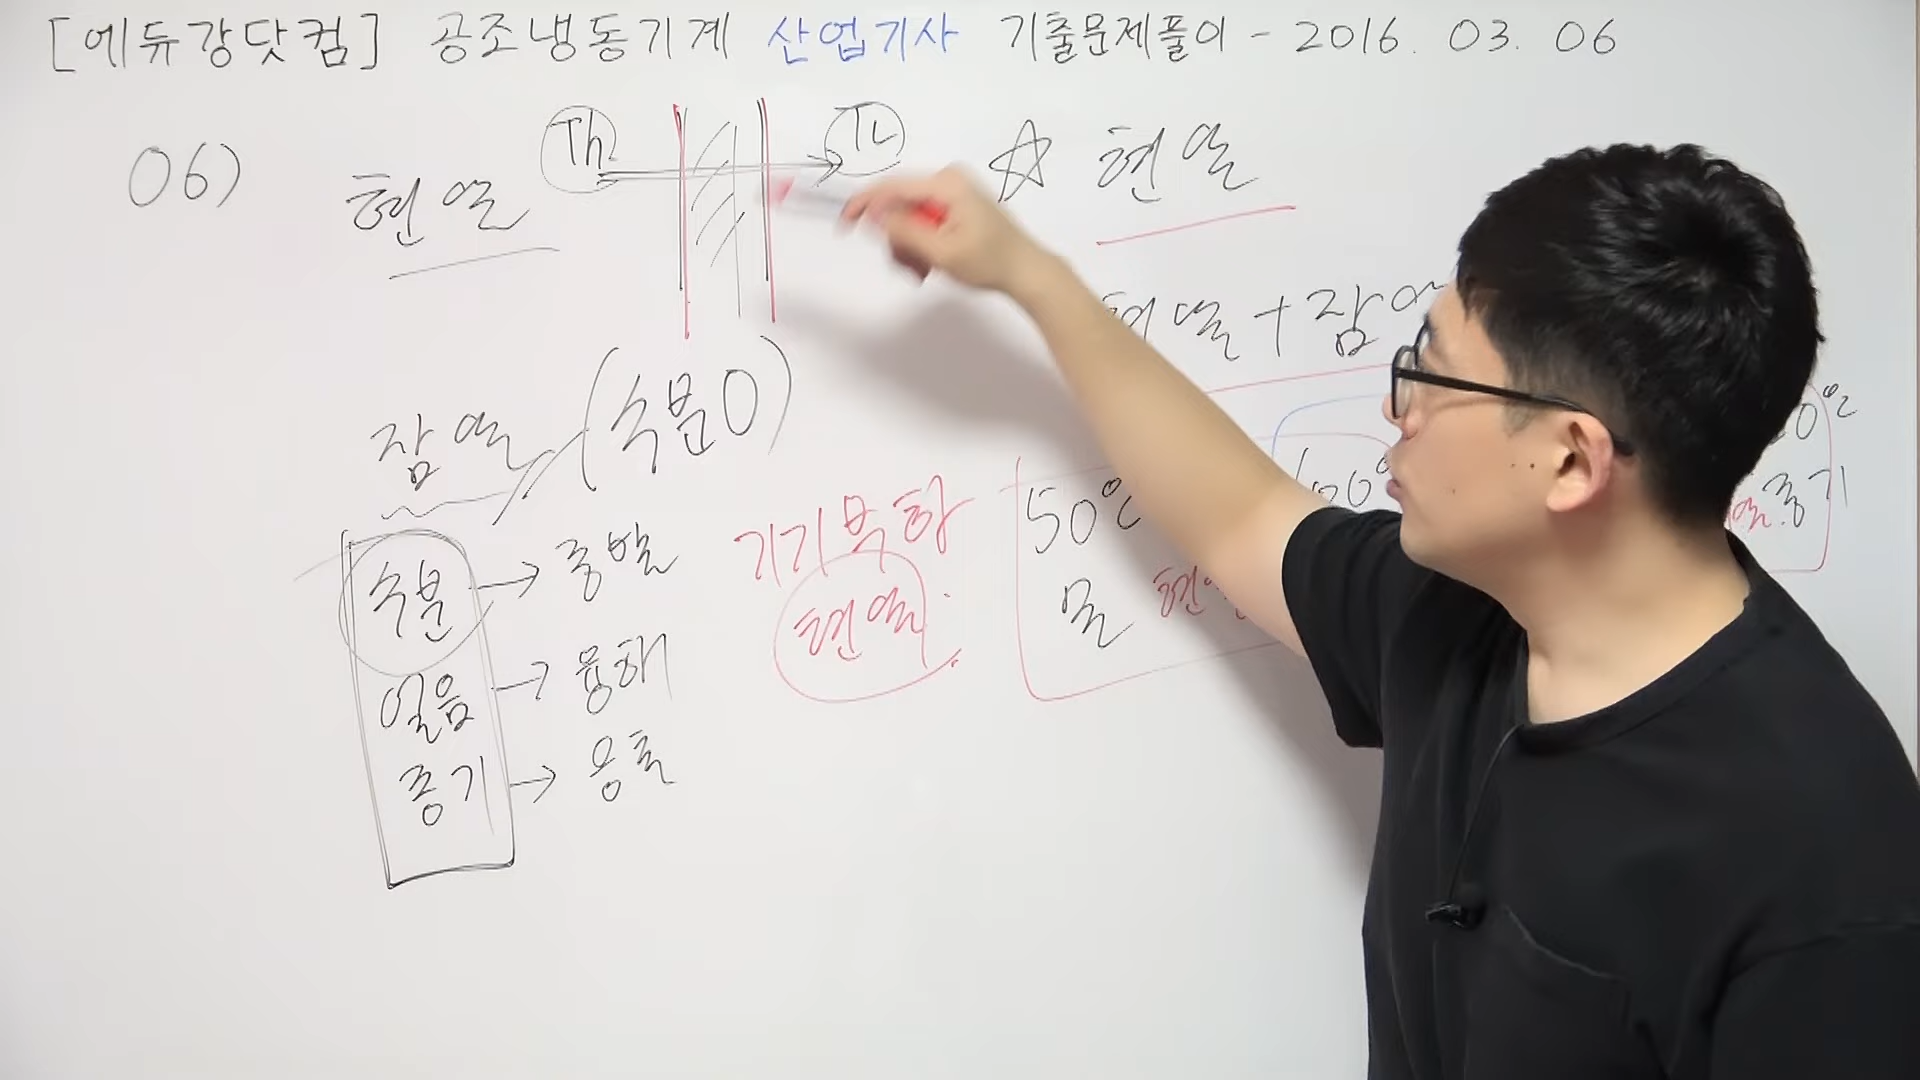 [에듀강닷컴] 공조냉동기계 산업기사 기출문제풀이 - 2016. 03. 06
06)
현열
Th
TL
☆ 현열
현열 + 잠열
잠열 (수분 O)
수분 → 증발
얼음 → 융해
증기 → 응축
기기부하
현열
50℃
물
100°
증기